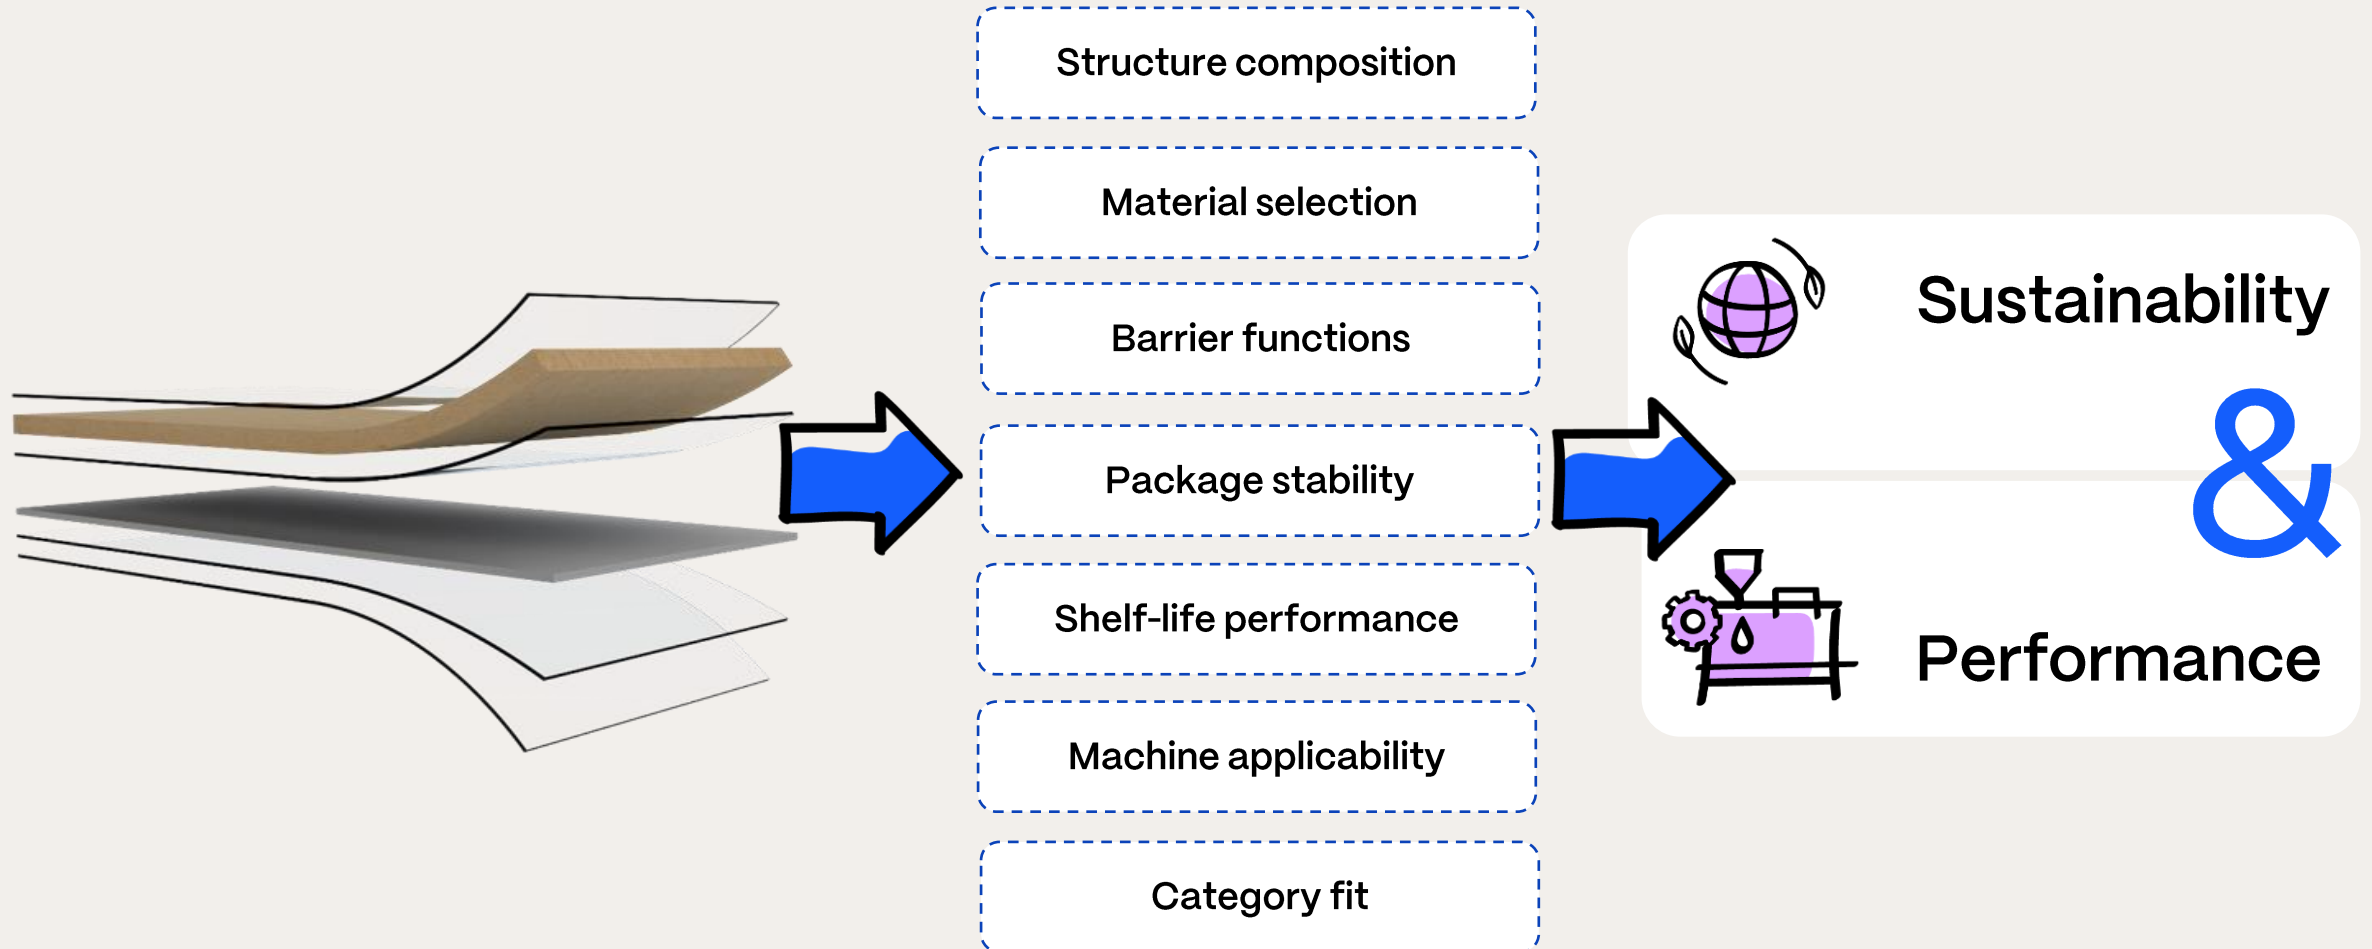 Structure composition
Material selection
Barrier functions
Package stability
Shelf-life performance
Machine applicability
Category fit
Sustainability
&
Performance